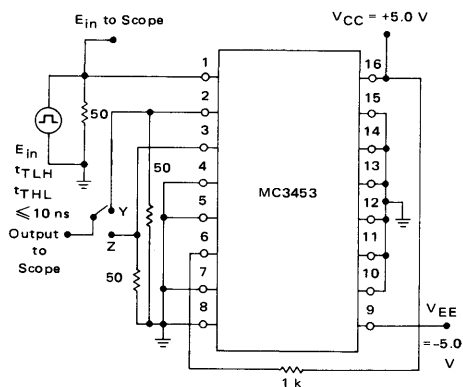 E_in to Scope
V_CC = +5.0 V
1
16
2
15
50
3
14
E_in
50
4
13
t_TLH
MC3453
t_THL
5
12
≤ 10 ns
Y
Output
6
11
to
Z
Scope
7
10
50
8
9
V_EE
= -5.0
V
1 k